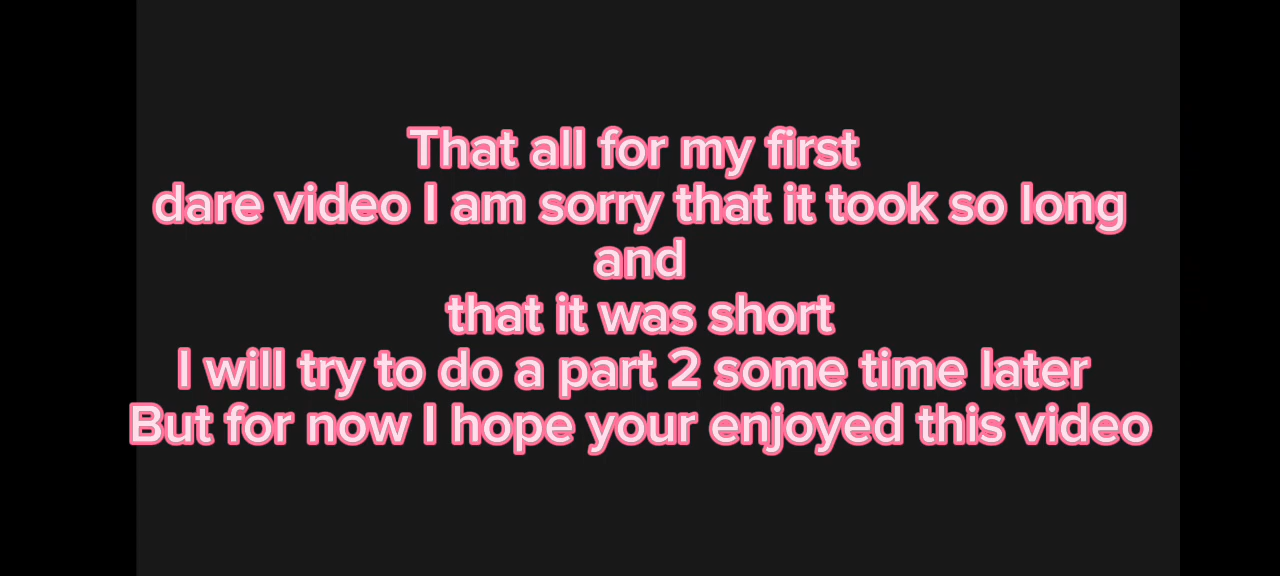 That all for my first
dare video I am sorry that it took so long
and
that it was short
I will try to do a part 2 some time later
But for now I hope your enjoyed this video